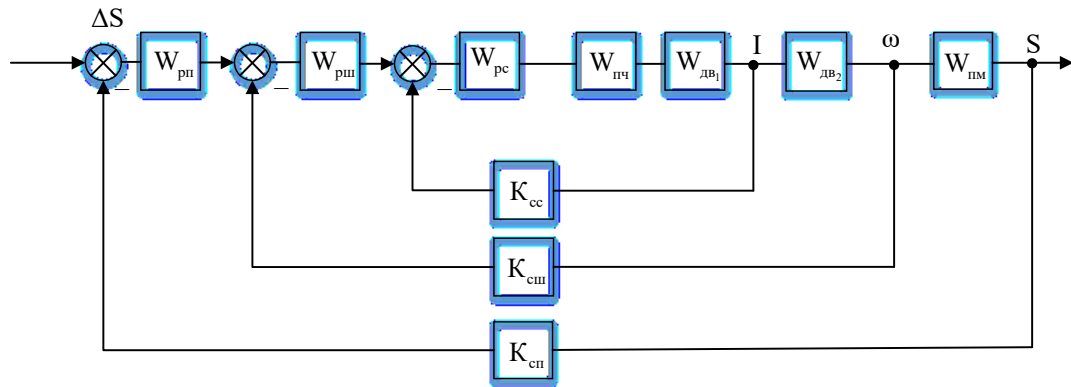 ΔS
W рп
W рш
W рс
W пч
W дв₁
I
W дв₂
ω
W пм
S
−
−
−
К сс
К сш
К сп